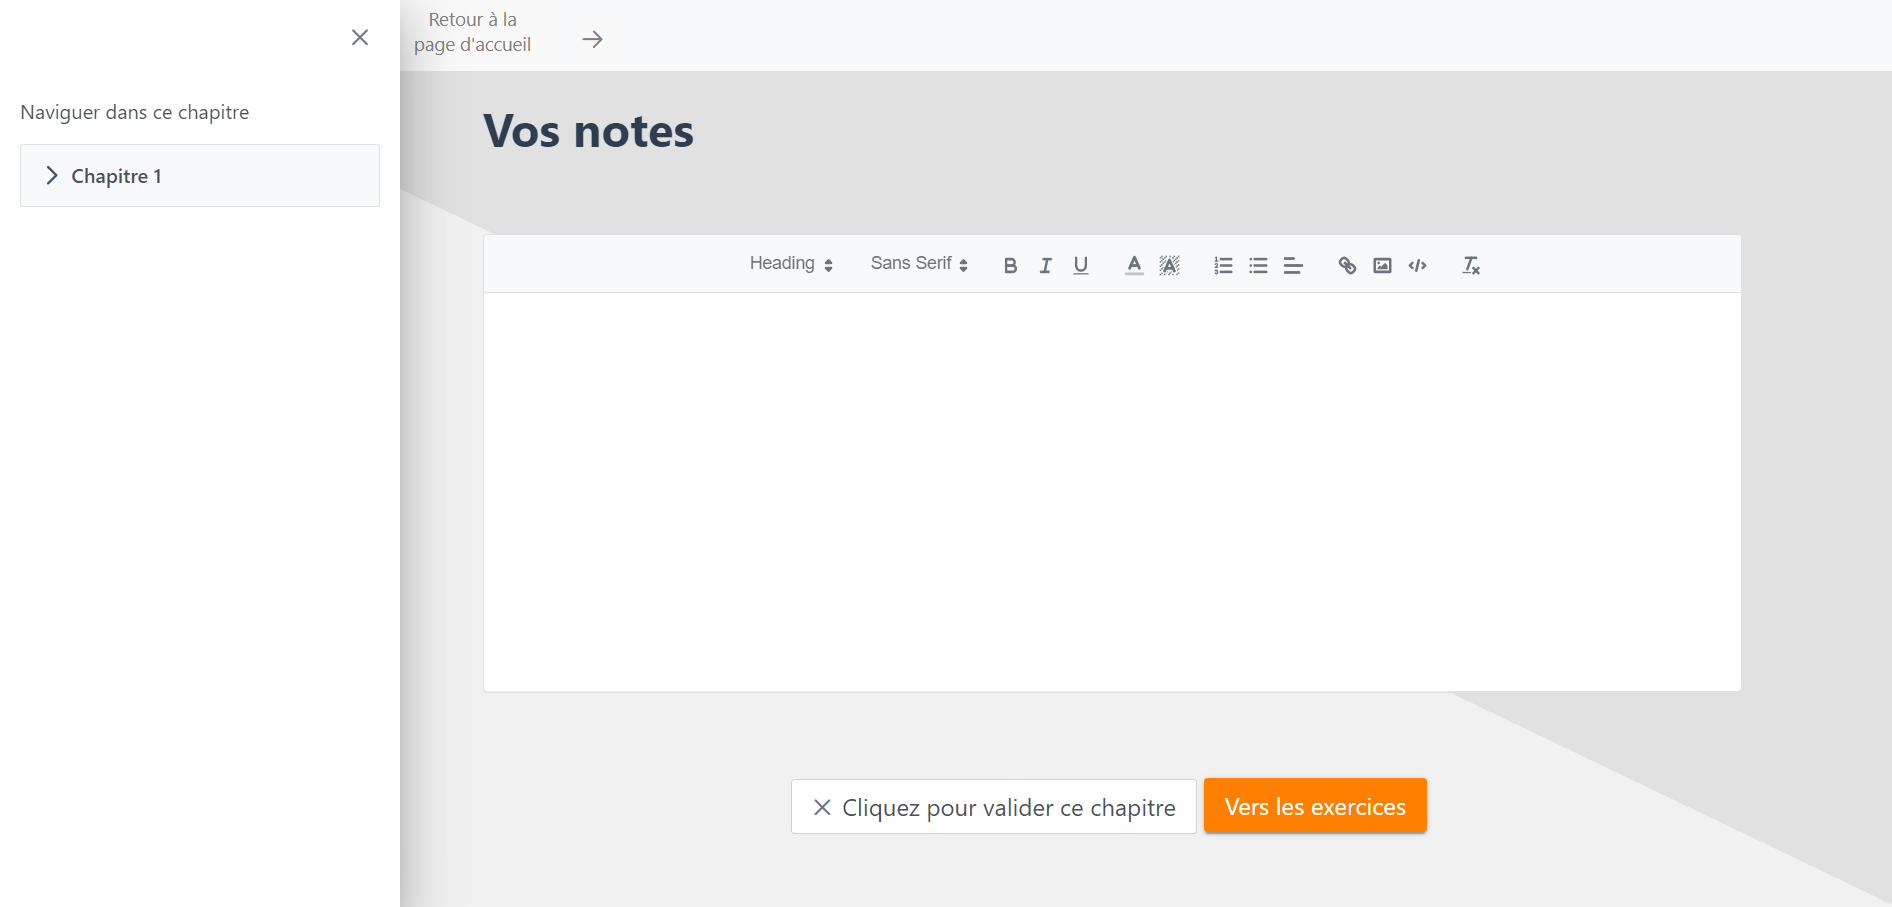 Retour à la
page d'accueil
Naviguer dans ce chapitre
Chapitre 1
Vos notes
Heading
Sans Serif
Cliquez pour valider ce chapitre
Vers les exercices